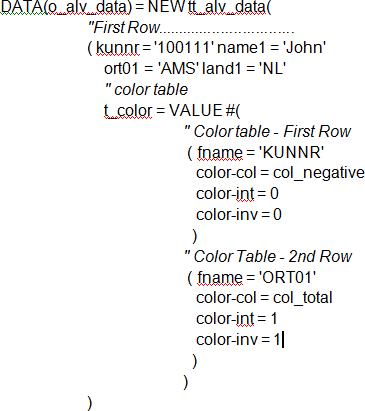 DATA(o_alv_data) = NEW tt_alv_data(
"First Row.................................
( kunnr = '100111' name1 = 'John'
ort01 = 'AMS' land1 = 'NL'
" color table
t_color = VALUE #(
" Color table - First Row
( fname = 'KUNNR'
color-col = col_negative
color-int = 0
color-inv = 0
)
" Color Table - 2nd Row
( fname = 'ORT01'
color-col = col_total
color-int = 1
color-inv = 1
)
)
)